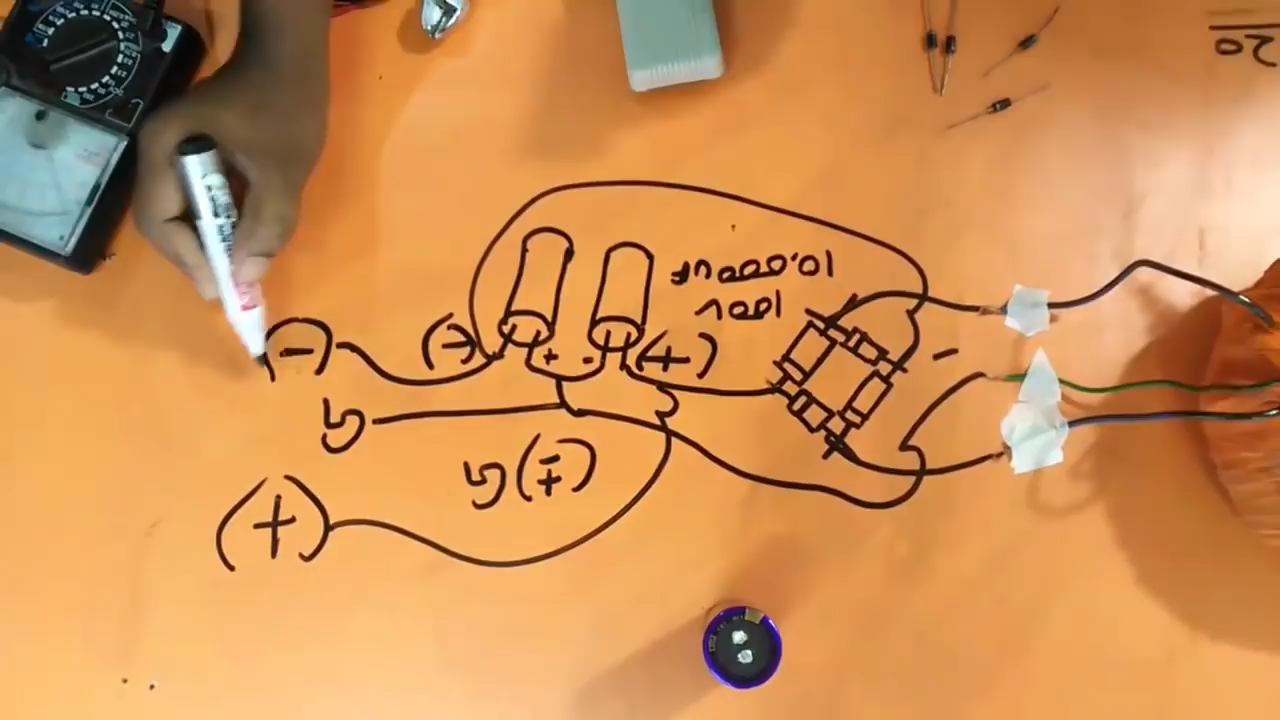 20
10.000uF
100v
(-) (-) + - (+)
-
G
G(±)
(+)